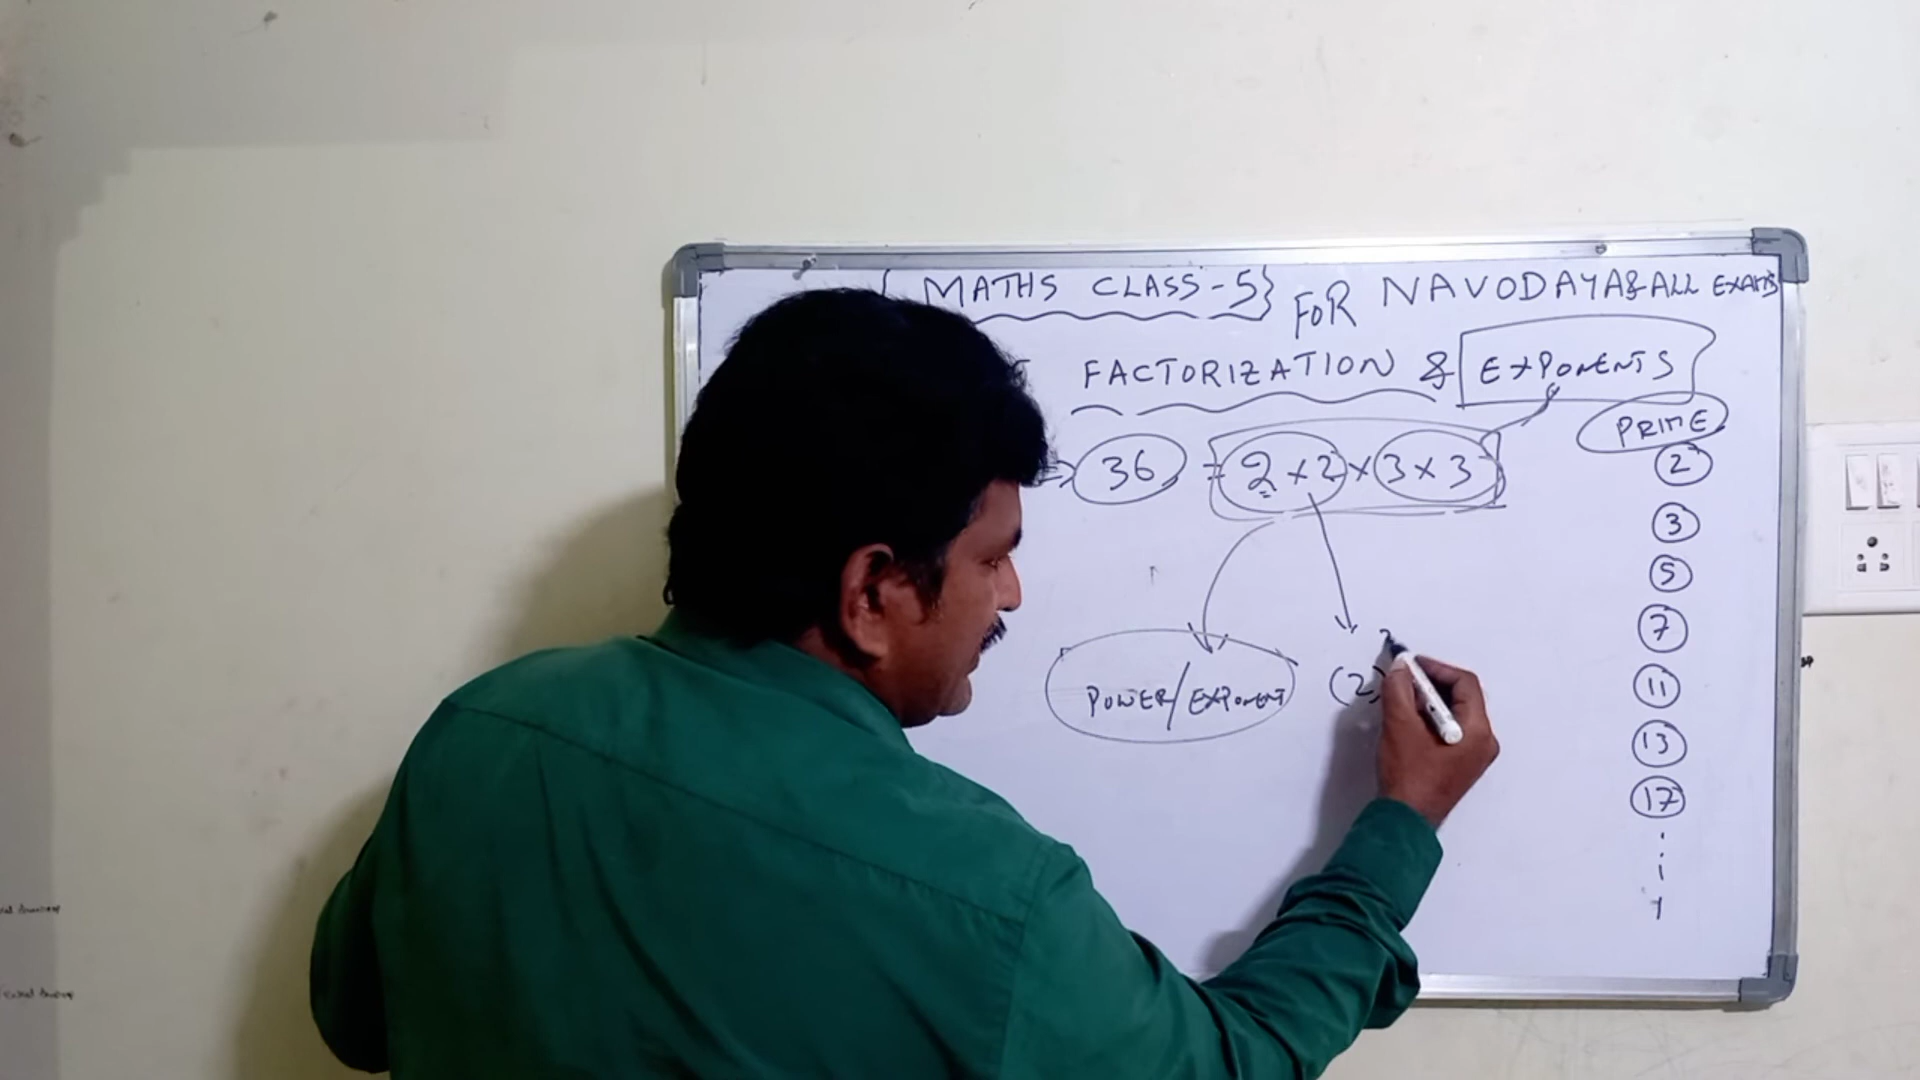 { MATHS CLASS-5} FOR NAVODAYA & ALL EXAMS
FACTORIZATION & EXPONENTS
36 = 2 × 2 × 3 × 3
POWER/EXPONENT (2)
PRIME
2
3
5
7
11
13
17